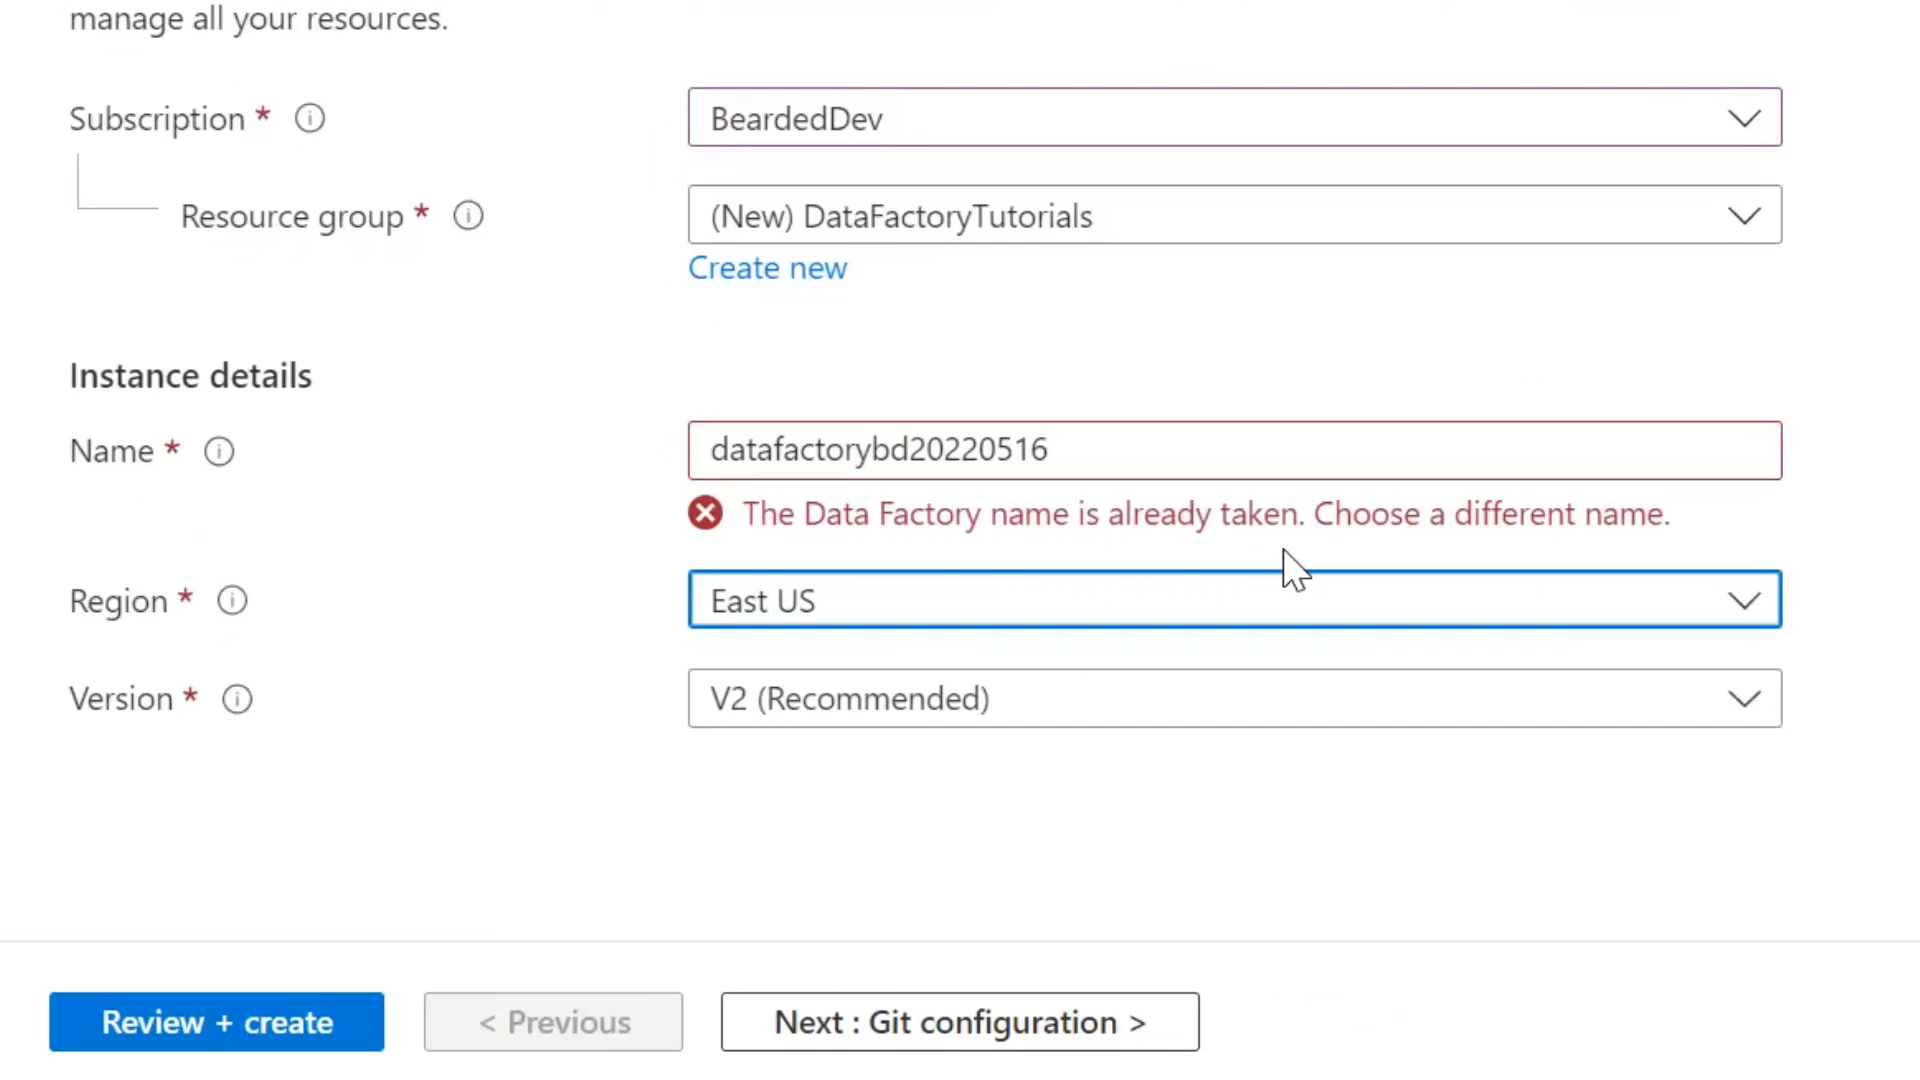 manage all your resources.
Subscription *
BeardedDev
Resource group *
(New) DataFactoryTutorials
Create new
Instance details
Name *
datafactorybd20220516
The Data Factory name is already taken. Choose a different name.
Region *
East US
Version *
V2 (Recommended)
Review + create
< Previous
Next : Git configuration >